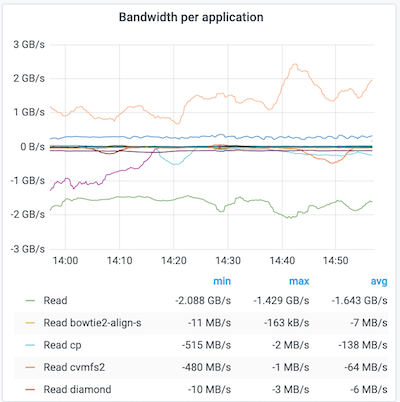 Bandwidth per application
3 GB/s
2 GB/s
1 GB/s
0 B/s
-1 GB/s
-2 GB/s
-3 GB/s
14:00 14:10 14:20 14:30 14:40 14:50
min max avg
Read -2.088 GB/s -1.429 GB/s -1.643 GB/s
Read bowtie2-align-s -11 MB/s -163 kB/s -7 MB/s
Read cp -515 MB/s -2 MB/s -138 MB/s
Read cvmfs2 -480 MB/s -1 MB/s -64 MB/s
Read diamond -10 MB/s -3 MB/s -6 MB/s